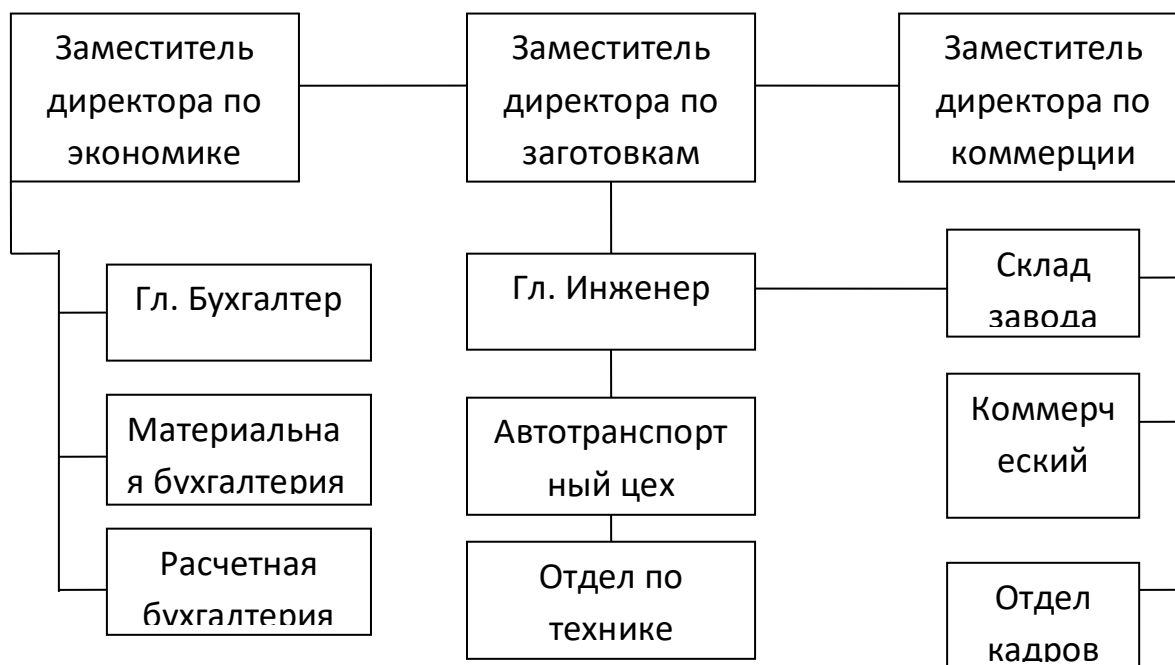 Заместитель
директора по
экономике
Заместитель
директора по
заготовкам
Заместитель
директора по
коммерции
Гл. Бухгалтер
Материальна
я бухгалтерия
Расчетная
бухгалтерия
Гл. Инженер
Автотранспорт
ный цех
Отдел по
технике
Склад
завода
Коммерч
еский
Отдел
кадров